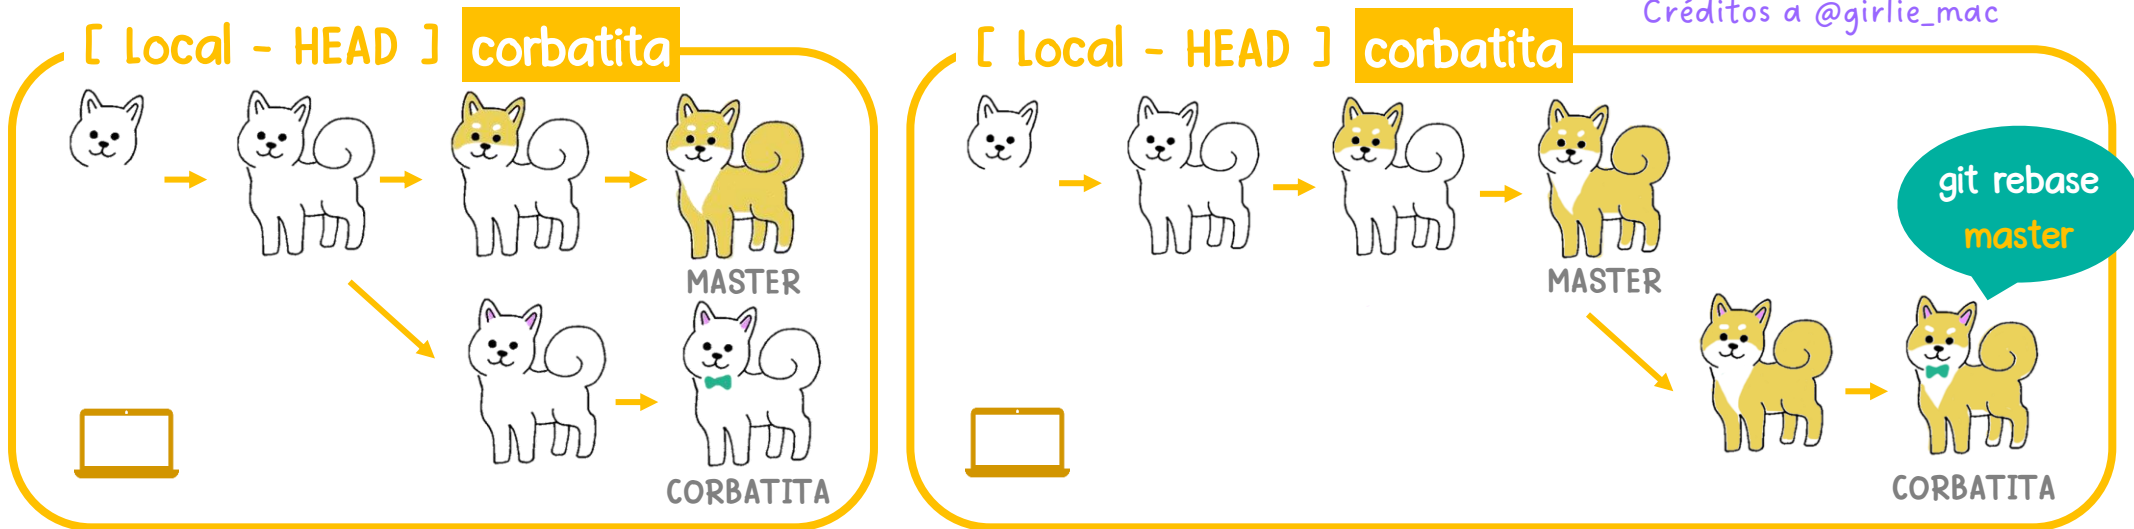 [ Local - HEAD ] corbatita
MASTER
CORBATITA
Créditos a @girlie_mac
[ Local - HEAD ] corbatita
git rebase
master
MASTER
CORBATITA